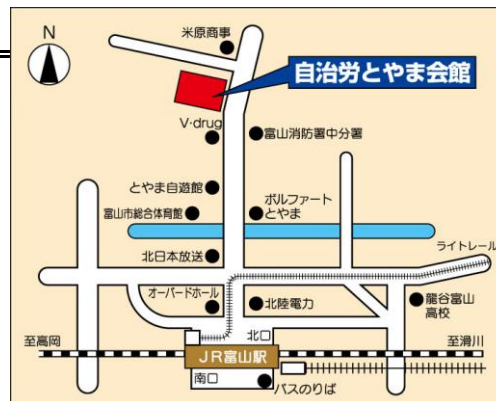 N
米原商事
自治労とやま会館
V・drug
富山消防署中分署
とやま自遊館
ボルファート
とやま
富山市総合体育館
ライトレール
北日本放送
オーバードホール
北陸電力
龍谷富山
高校
至高岡
北口
至滑川
JR富山駅
南口
バスのりば